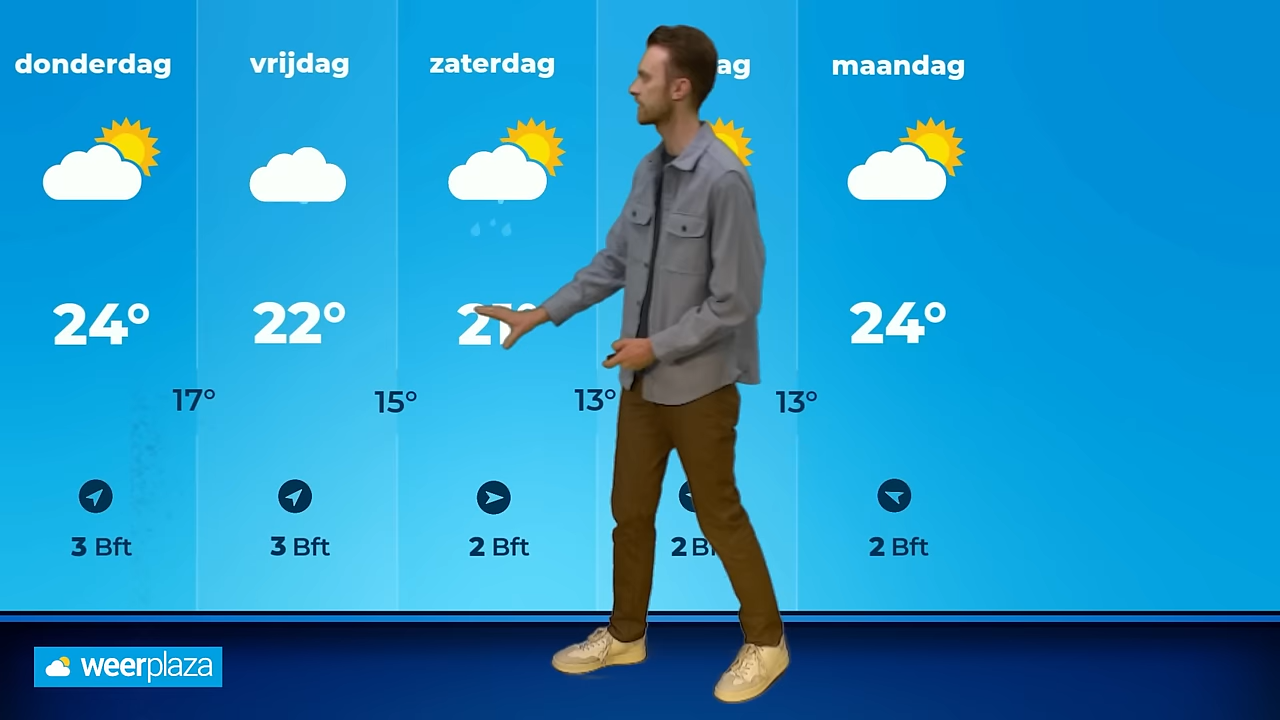 donderdag
vrijdag
zaterdag
maandag
24°
22°
24°
17°
15°
13°
13°
3 Bft
3 Bft
2 Bft
2
2 Bft
weerplaza